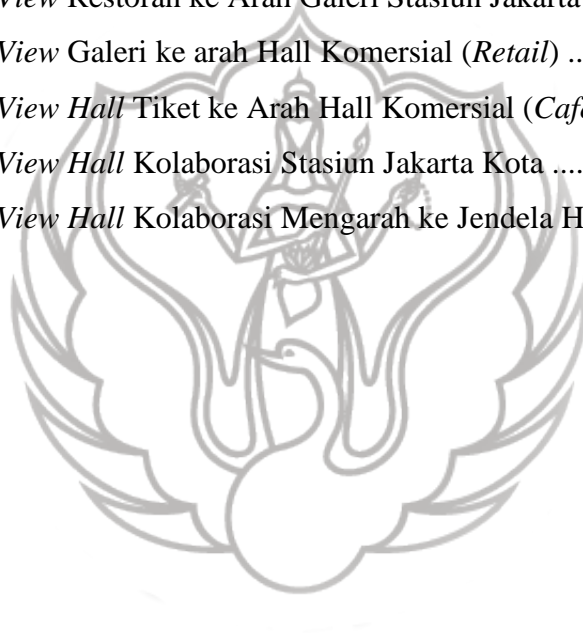 View Restoran ke Arah Galeri Stasiun Jakarta
View Galeri ke arah Hall Komersial (Retail) ..
View Hall Tiket ke Arah Hall Komersial (Cafe
View Hall Kolaborasi Stasiun Jakarta Kota ....
View Hall Kolaborasi Mengarah ke Jendela H